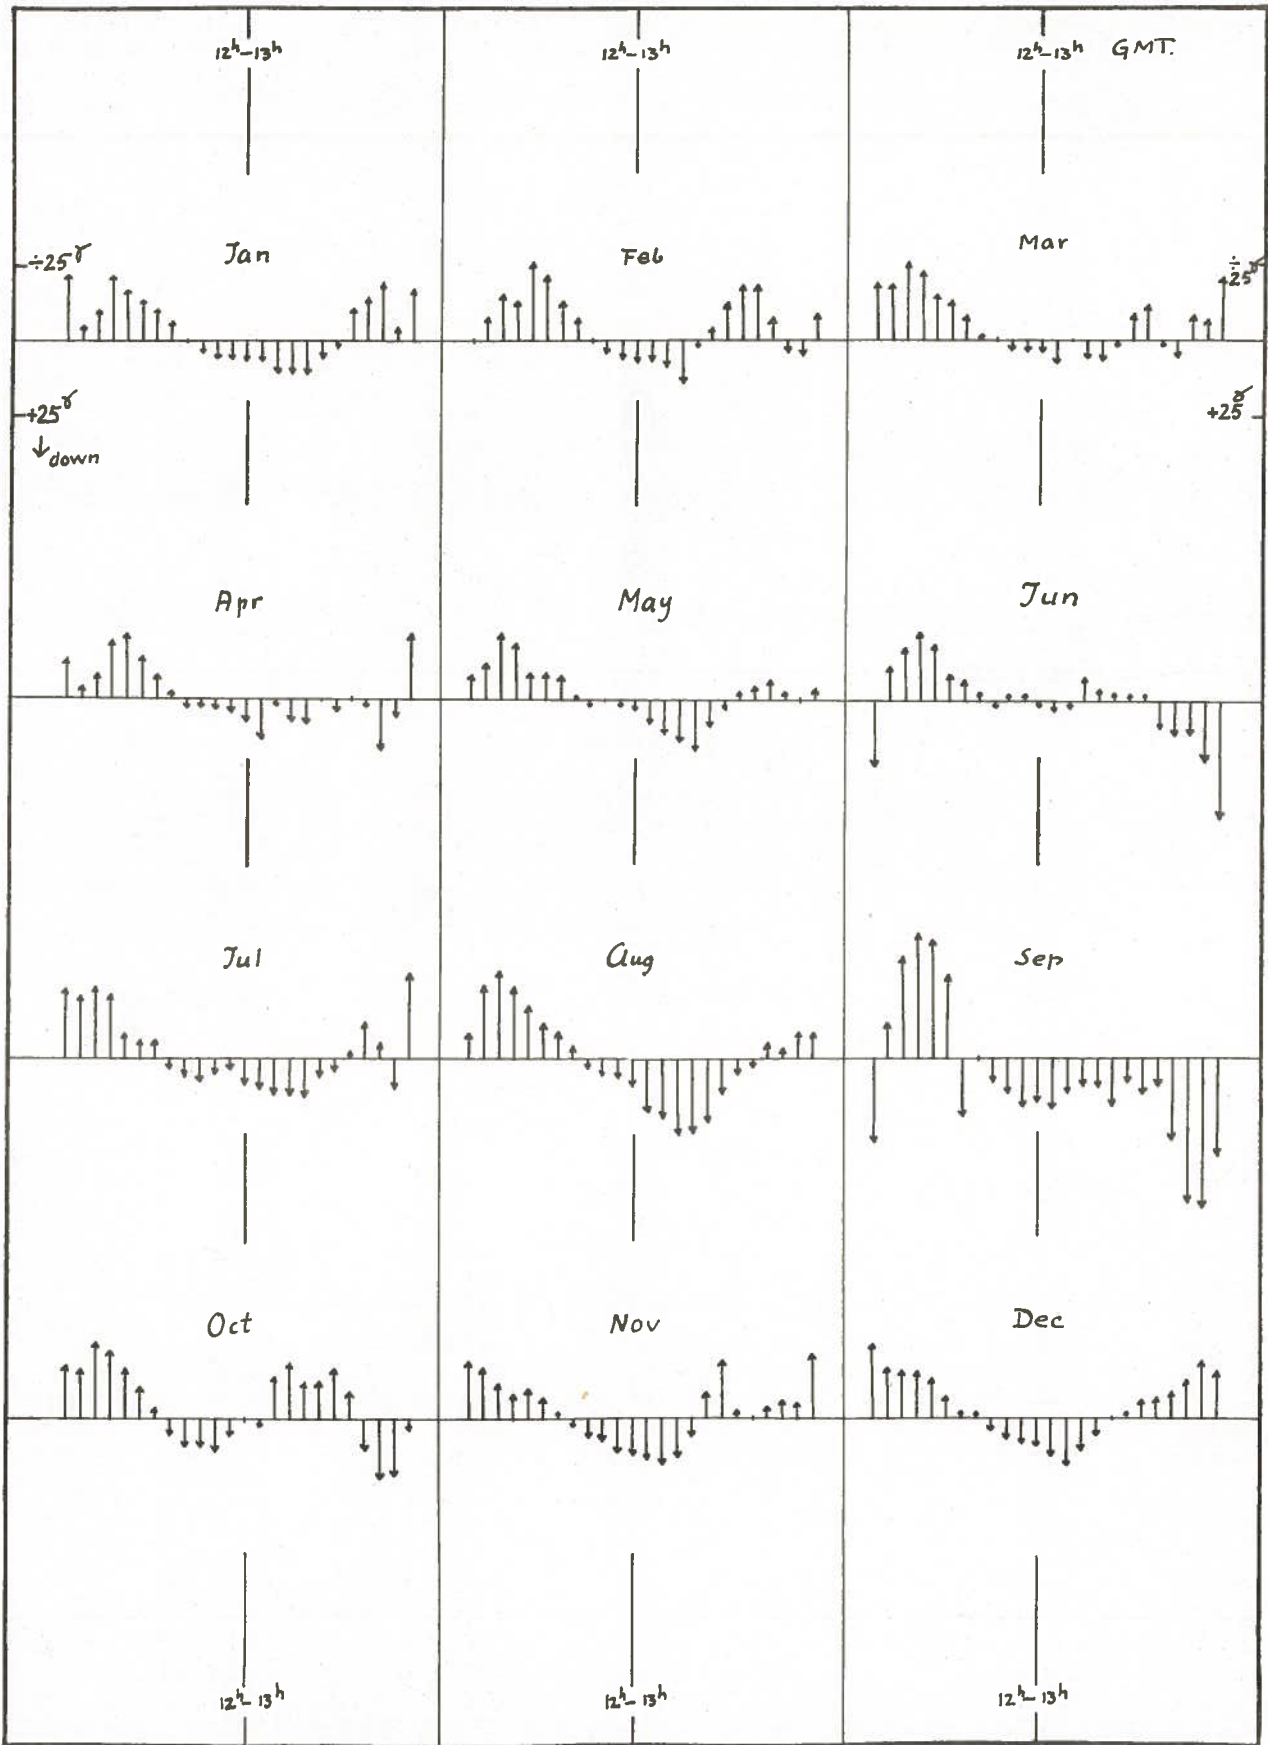 12ʰ–13ʰ 12ʰ–13ʰ 12ʰ–13ʰ GMT.
Jan Feb Mar
÷25ᵞ ÷25ᵞ
+25ᵞ +25ᵞ
↓down
Apr May Jun
Jul Aug Sep
Oct Nov Dec
12ʰ–13ʰ 12ʰ–13ʰ 12ʰ–13ʰ